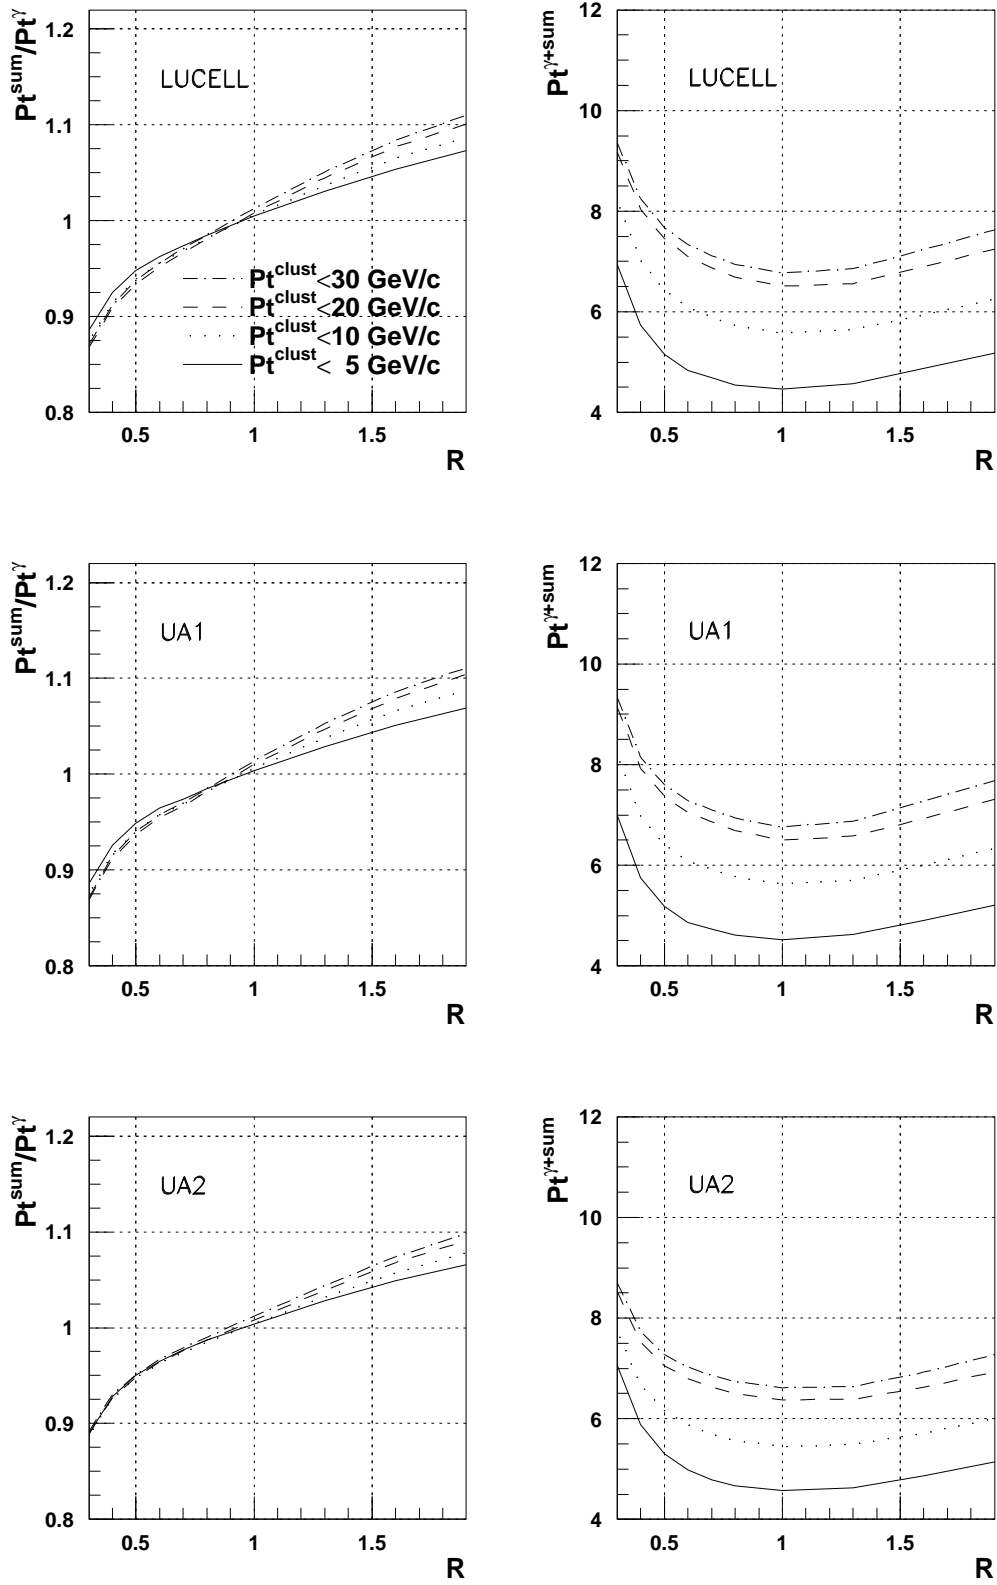 Pt^sum/Pt^γ
1.2
1.1
1
0.9
0.8
LUCELL
Pt^clust<30 GeV/c
Pt^clust<20 GeV/c
Pt^clust<10 GeV/c
Pt^clust< 5 GeV/c
0.5 1 1.5
R
Pt^γ+sum
12
10
8
6
4
LUCELL
0.5 1 1.5
R
Pt^sum/Pt^γ
1.2
1.1
1
0.9
0.8
UA1
0.5 1 1.5
R
Pt^γ+sum
12
10
8
6
4
UA1
0.5 1 1.5
R
Pt^sum/Pt^γ
1.2
1.1
1
0.9
0.8
UA2
0.5 1 1.5
R
Pt^γ+sum
12
10
8
6
4
UA2
0.5 1 1.5
R